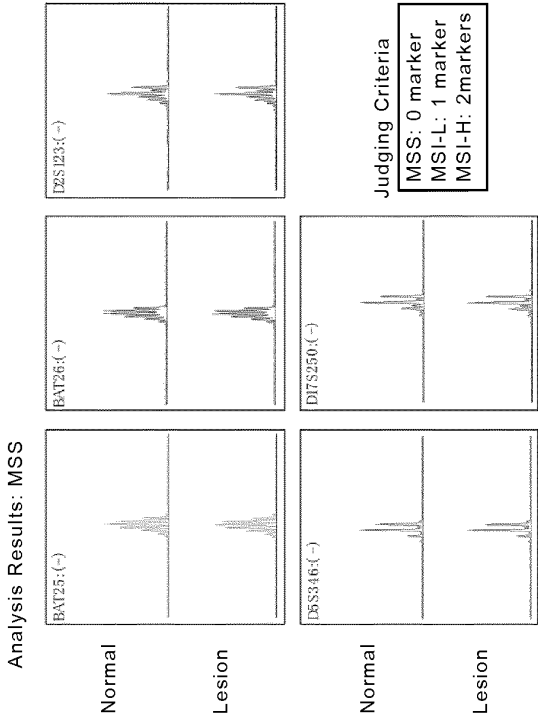 Analysis Results: MSS
BAT25:(-)
BAT26:(-)
D2S123:(-)
Normal
Lesion
D5S346:(-)
D17S250:(-)
Normal
Lesion
Judging Criteria
MSS: 0 marker
MSI-L: 1 marker
MSI-H: 2markers